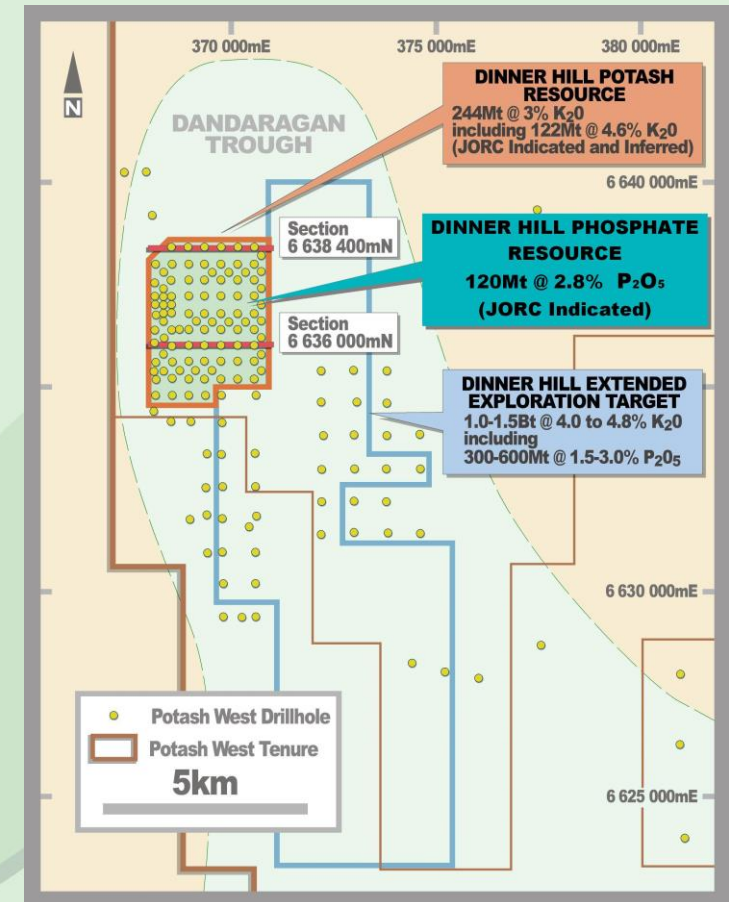 370 000mE
375 000mE
380 000mE
N
DANDARAGAN
TROUGH
DINNER HILL POTASH
RESOURCE
244Mt @ 3% K20
including 122Mt @ 4.6% K20
(JORC Indicated and Inferred)
6 640 000mE
Section
6 638 400mN
DINNER HILL PHOSPHATE
RESOURCE
120Mt @ 2.8% P₂O₅
(JORC Indicated)
Section
6 636 000mN
DINNER HILL EXTENDED
EXPLORATION TARGET
1.0-1.5Bt @ 4.0 to 4.8% K20
including
300-600Mt @ 1.5-3.0% P205
6 630 000mE
Potash West Drillhole
Potash West Tenure
5km
6 625 000mE